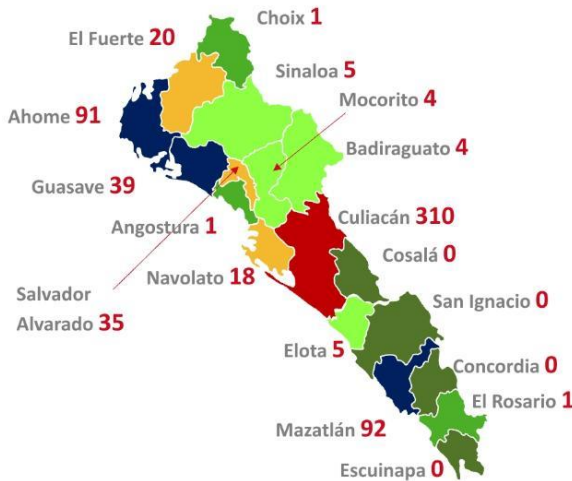 Choix 1
El Fuerte 20
Sinaloa 5
Mocorito 4
Ahome 91
Badiraguato 4
Guasave 39
Culiacán 310
Angostura 1
Cosalá 0
Navolato 18
Salvador
Alvarado 35
San Ignacio 0
Elota 5
Concordia 0
El Rosario 1
Mazatlán 92
Escuinapa 0